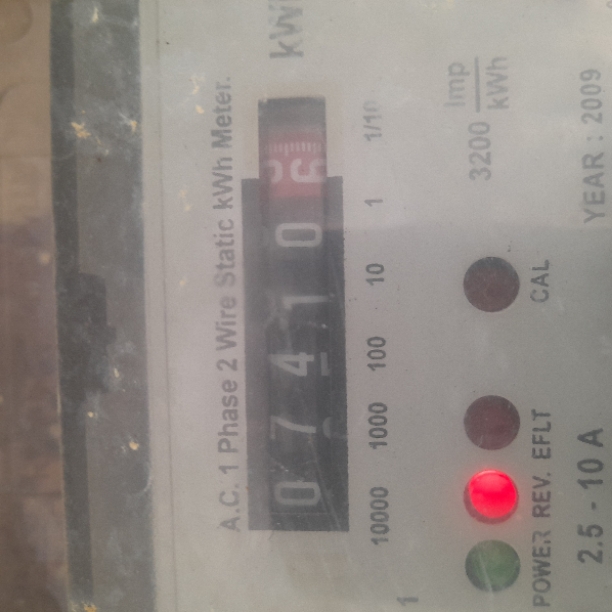 A.C. 1 Phase 2 Wire Static kWh Meter.
kWh
0 7 4 1 0
10000 1000 100 10 1 1/10
1
3200 Imp/kWh
POWER REV. EFLT CAL
2.5 - 10 A
YEAR : 2009